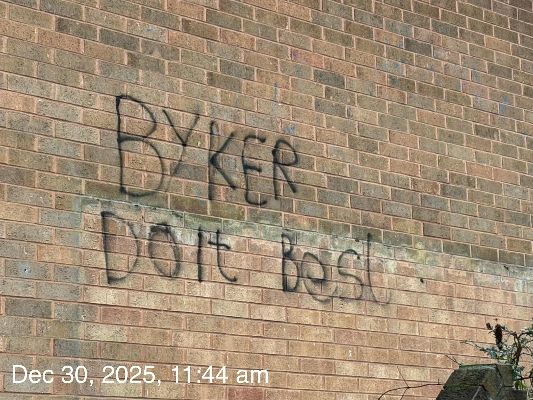 BYKER
Do it Best
Dec 30, 2025, 11:44 am